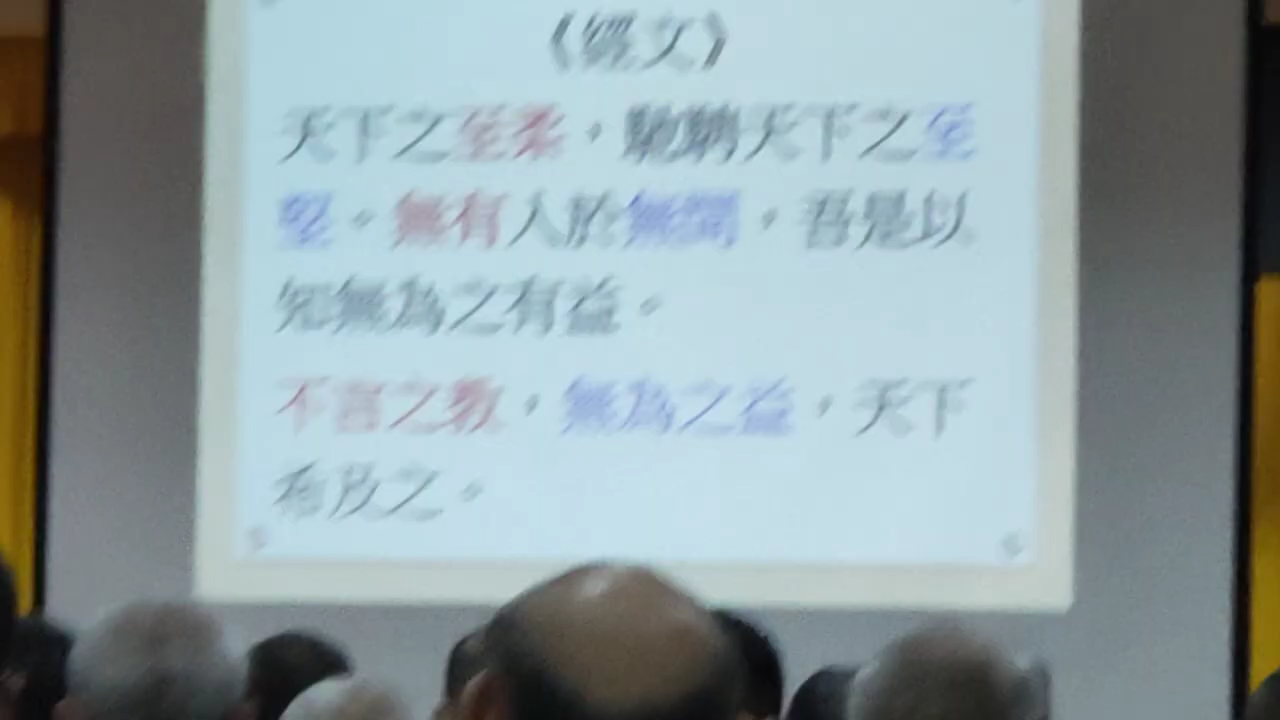 《經文》
天下之至柔，馳騁天下之至
堅。無有入於無間，吾是以
知無為之有益。
不言之教，無為之益，天下
希及之。